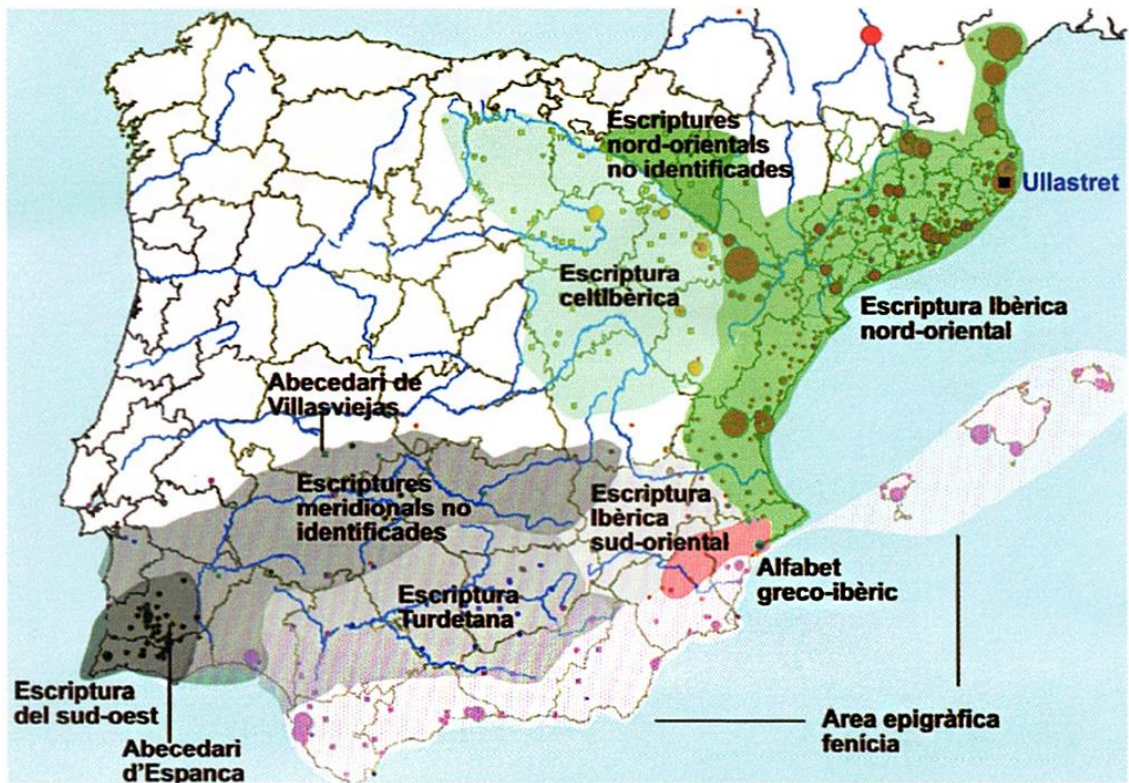 Escriptures
nord-orientals
no identificades
Ullastret
Escriptura
celtIbèrica
Escriptura Ibèrica
nord-oriental
Abecedari de
Villasviejas
Escriptures
meridionals no
identificades
Escriptura
Ibèrica
sud-oriental
Alfabet
greco-ibèric
Escriptura
Turdetana
Escriptura
del sud-oest
Abecedari
d'Espanca
Area epigràfica
fenícia